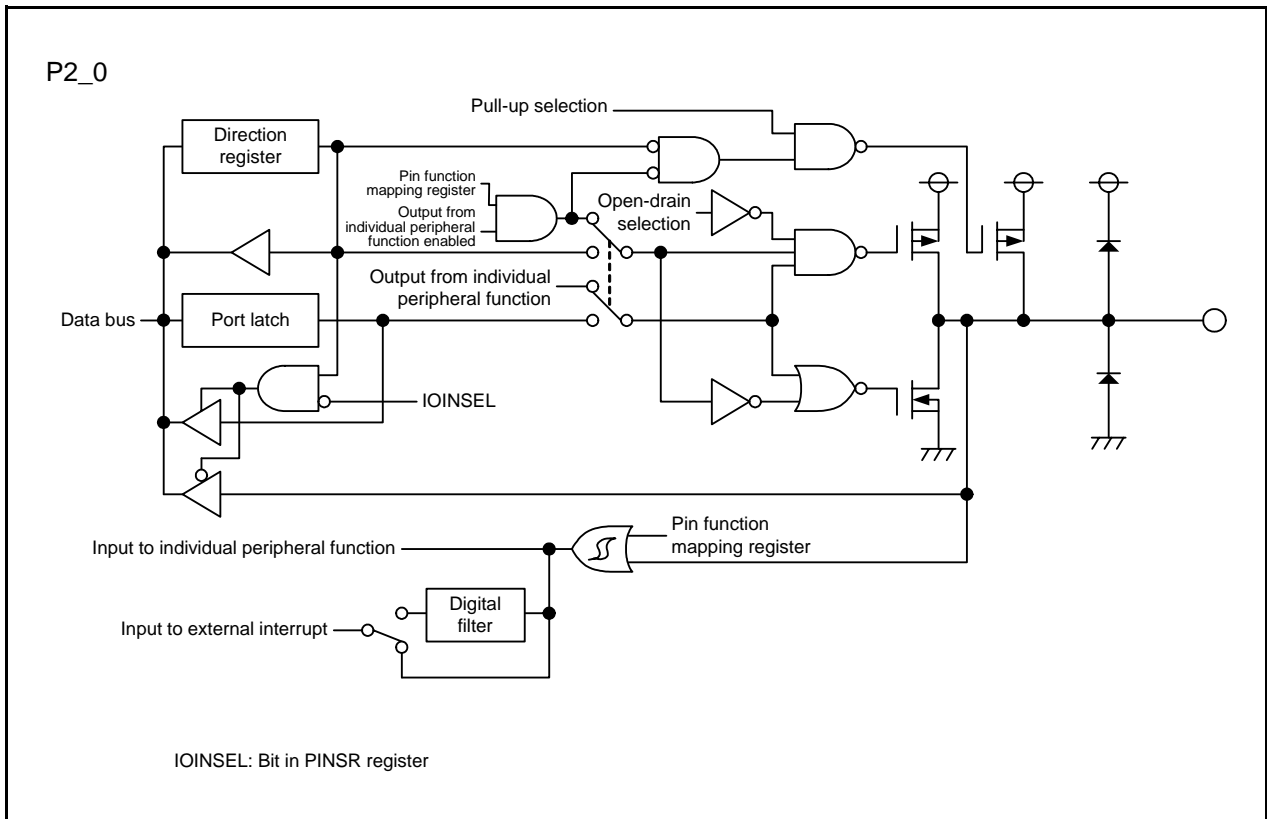 P2_0
Pull-up selection
Direction
register
Pin function
mapping register
Output from
individual peripheral
function enabled
Open-drain
selection
Output from individual
peripheral function
Data bus
Port latch
IOINSEL
Pin function
mapping register
Input to individual peripheral function
Digital
filter
Input to external interrupt
IOINSEL: Bit in PINSR register